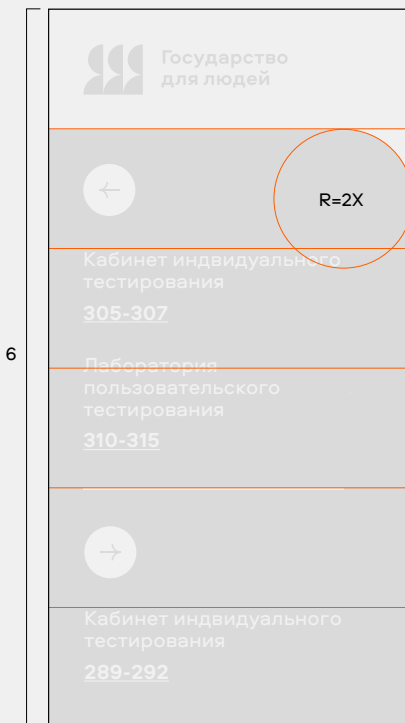 Государство
для людей
R=2X
Кабинет индвидуального
тестирования
305-307
6
Лаборатория
пользовательского
тестирования
310-315
Кабинет индвидуального
тестирования
289-292